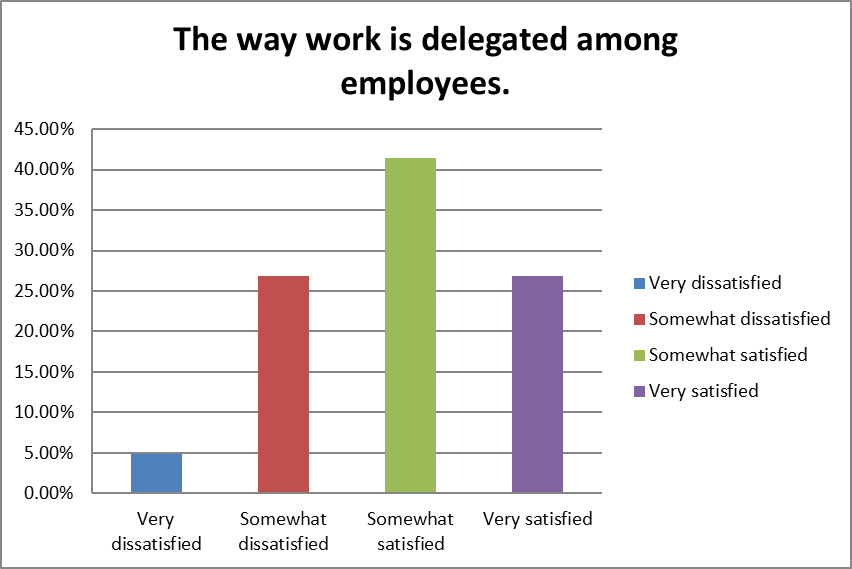 The way work is delegated among
employees.
45.00%
40.00%
35.00%
30.00%
25.00%
20.00%
15.00%
10.00%
5.00%
0.00%
Very
dissatisfied
Somewhat
dissatisfied
Somewhat
satisfied
Very satisfied
Very dissatisfied
Somewhat dissatisfied
Somewhat satisfied
Very satisfied